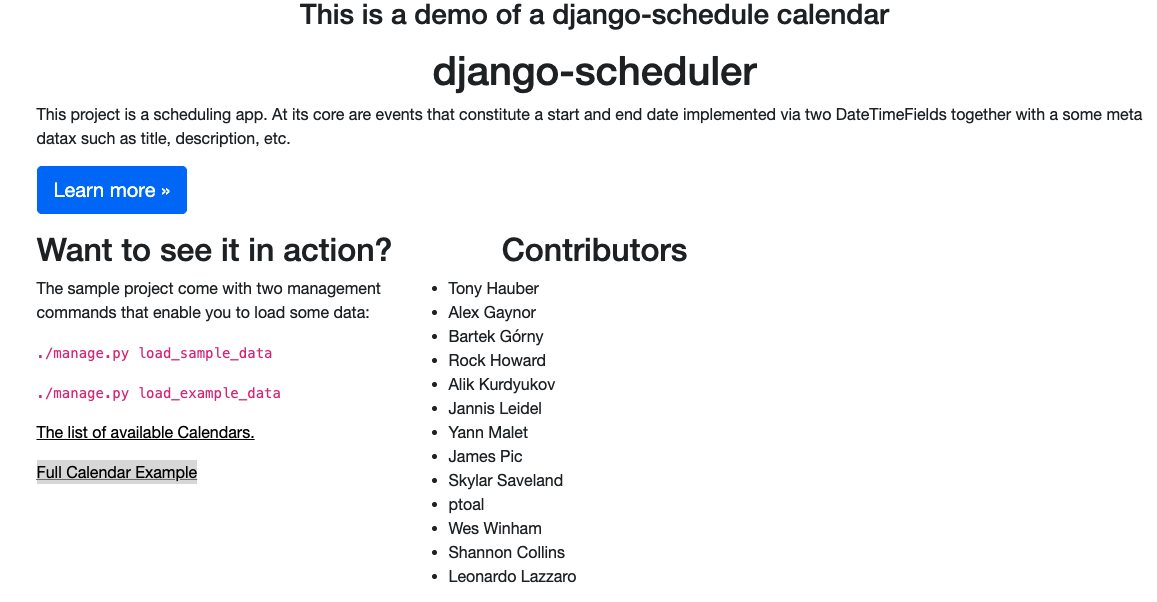 This is a demo of a django-schedule calendar
django-scheduler
This project is a scheduling app. At its core are events that constitute a start and end date implemented via two DateTimeFields together with a some meta
datax such as title, description, etc.
Learn more »
Want to see it in action?
The sample project come with two management
commands that enable you to load some data:
./manage.py load_sample_data
./manage.py load_example_data
The list of available Calendars.
Full Calendar Example
Contributors
Tony Hauber
Alex Gaynor
Bartek Górny
Rock Howard
Alik Kurdyukov
Jannis Leidel
Yann Malet
James Pic
Skylar Saveland
ptoal
Wes Winham
Shannon Collins
Leonardo Lazzaro